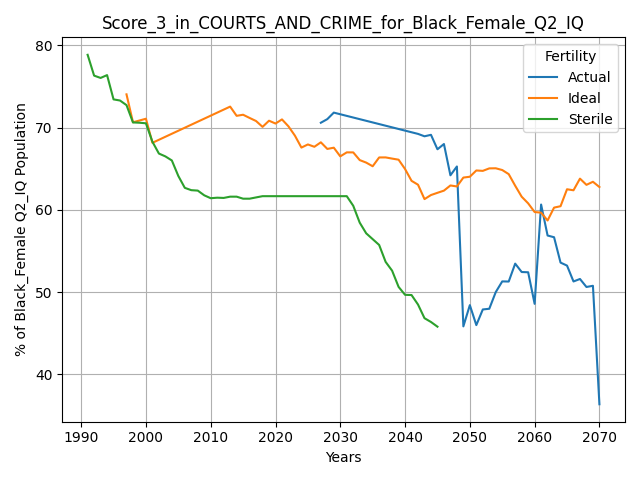 Score_3_in_COURTS_AND_CRIME_for_Black_Female_Q2_IQ
Fertility
Actual
Ideal
Sterile
% of Black_Female Q2_IQ Population
80
70
60
50
40
1990 2000 2010 2020 2030 2040 2050 2060 2070
Years